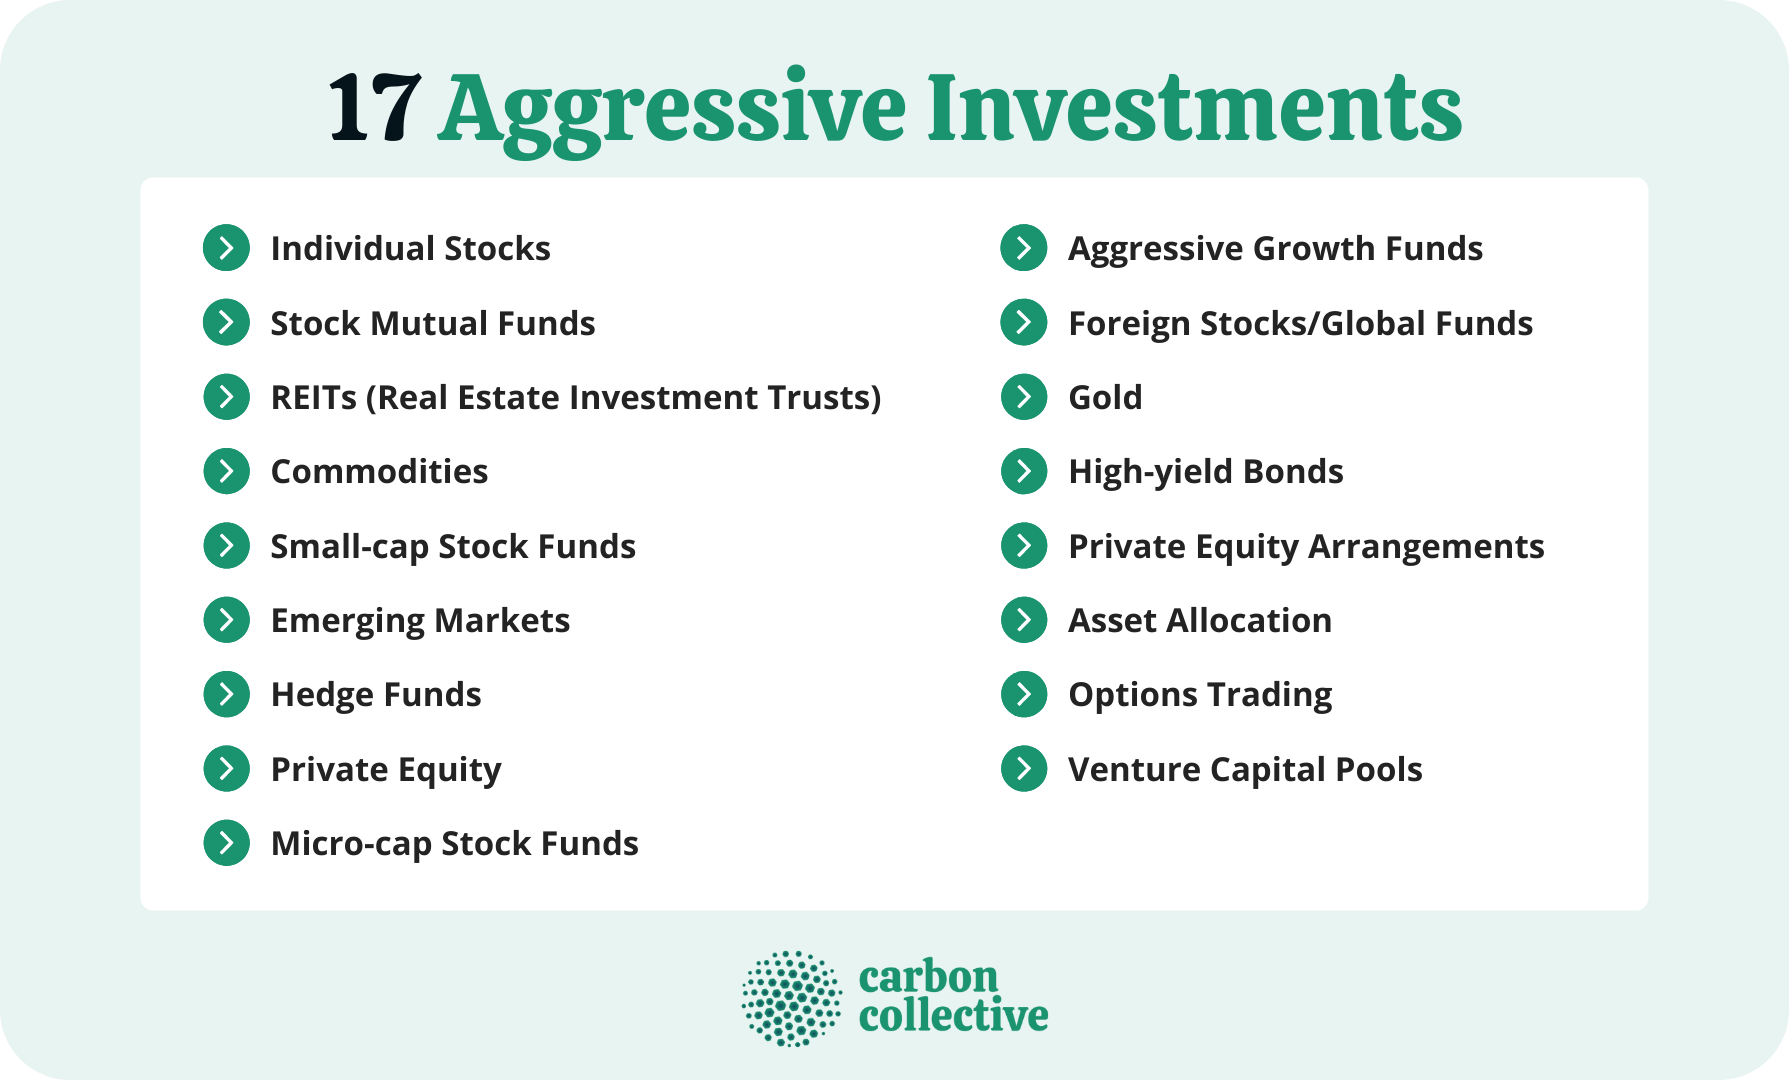 17 Aggressive Investments
Individual Stocks
Stock Mutual Funds
REITs (Real Estate Investment Trusts)
Commodities
Small-cap Stock Funds
Emerging Markets
Hedge Funds
Private Equity
Micro-cap Stock Funds
Aggressive Growth Funds
Foreign Stocks/Global Funds
Gold
High-yield Bonds
Private Equity Arrangements
Asset Allocation
Options Trading
Venture Capital Pools
carbon
collective